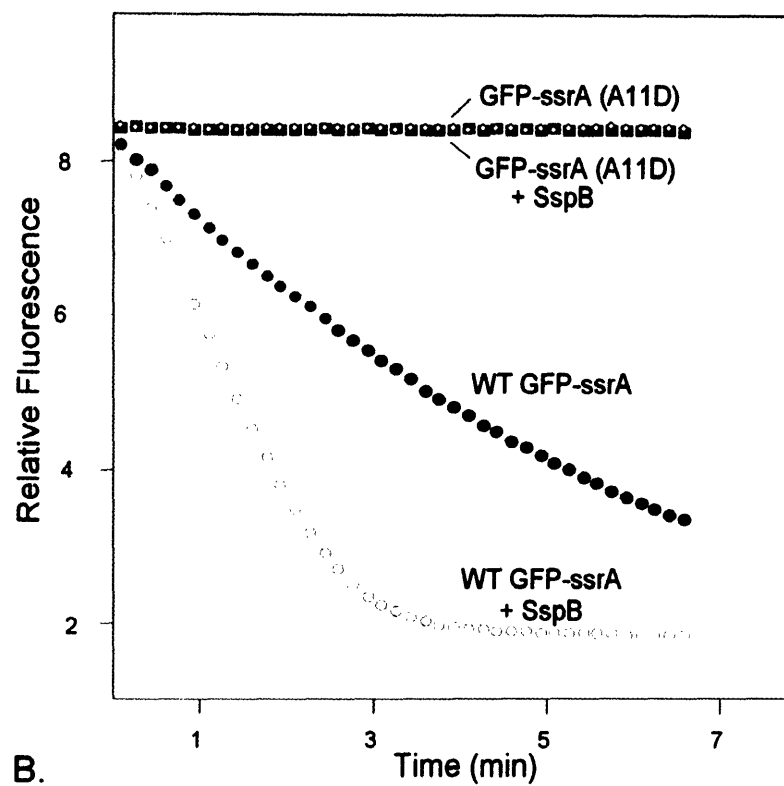 GFP-ssrA (A11D)
GFP-ssrA (A11D)
+ SspB
8
6
4
2
Relative Fluorescence
WT GFP-ssrA
WT GFP-ssrA
+ SspB
1
3
5
7
Time (min)
B.